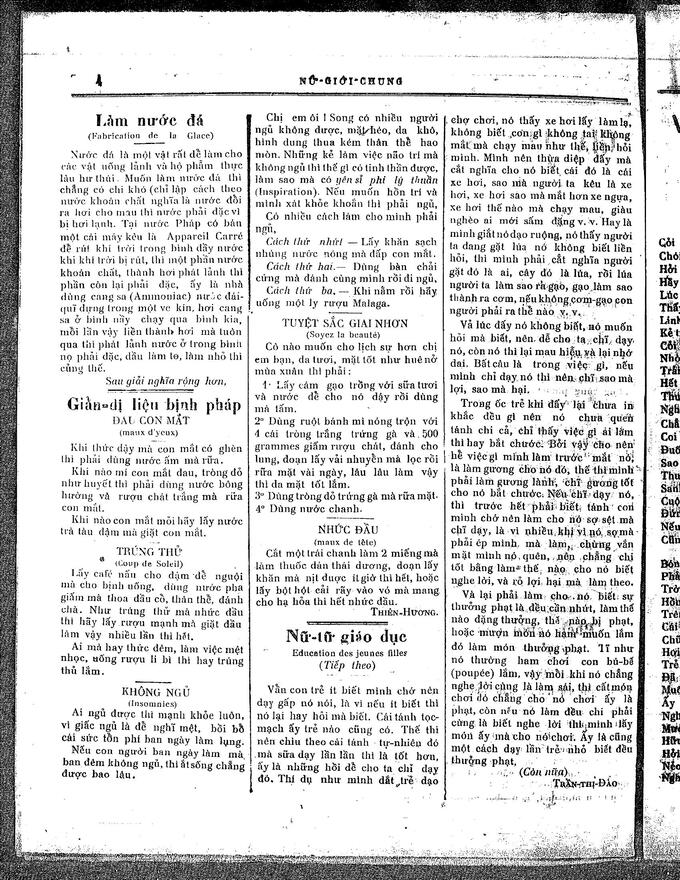 4
NỮ-GIỚI-CHUNG
Làm nước đá
(Fabrication de la Glace)
Nước đá là một vật rất dễ làm cho
các vật uống lảnh và hộ phẩm thực
lâu hư thúi. Muốn làm nước đá thì
chẳng có chi khó (chỉ lập cách theo
nước khoán chất nghĩa là nước đổi
ra hơi cho mau thì nước phải đặc vì
bị hơi lạnh. Tại nước Pháp có bán
một cái máy kêu là Appareil Carré
để rút khí trời trong bình đầy nước
khi khí trời bị rút, thì một phần nước
khoán chất, thành hơi phát lảnh thì
phần còn lại phải đặc, ấy là nhà
dùng cang sa (Ammoniac) nước đái-
quỉ đựng trong một ve kín, hơi cang
sa ở bình nầy chạy qua bình kia,
mỗi lần vậy liền thành hơi mà tuôn
qua thì phát lảnh nước ở trong bình
nọ phải đặc, dầu làm to, làm nhỏ thì
cũng thế.
Sau giải nghĩa rộng hơn,
Giản-dị liệu bịnh pháp
ĐAU CON MẮT
(maux d'yeux)
Khi thức dậy mà con mắt có ghèn
thì phải dùng nước ấm mà rữa.
Khi nào mí con mắt đau, tròng đỏ
như huyết thì phải dùng nước bông
hường và rượu chát trắng mà rữa
con mắt.
Khi nào con mắt mỏi hãy lấy nước
trà tàu dậm mà giặt con mắt.
TRÚNG THỬ
(Coup de Soleil)
Lấy café nấu cho dậm để nguội
mà cho bịnh uống, dùng nước pha
giấm mà thoa đầu cổ, thân thể, đánh
chà. Như trúng thử mà nhức đầu
thì hãy lấy rượu mạnh mà giặt đầu
làm vậy nhiều lần thì hết.
Ai mà hay thức đêm, làm việc mệt
nhọc, uống rượu li bì thì hay trúng
thủ lắm.
KHÔNG NGỦ
(Insomnies)
Ai ngủ được thì mạnh khỏe luôn,
vì giấc ngủ là để nghỉ mệt, bồi bổ
cái sức tổn phí ban ngày làm lụng.
Nếu con người ban ngày làm mà
ban đêm không ngủ, thì ắt sống chẳng
được bao lâu.
Chị em ôi ! Song có nhiều người
ngủ không được, mặt héo, da khô,
hình dung thua kém thân thể hao
mòn. Những kẻ làm việc não trí mà
không ngủ thì thế gì có tinh thần được,
làm sao mà có yên sĩ phi lý thuần
(Inspiration). Nếu muốn hồn trí và
mình xát khỏe khoắn thì phải ngủ,
Có nhiều cách làm cho mình phải
ngủ,
Cách thứ nhứt — Lấy khăn sạch
nhúng nước nóng mà đắp con mắt.
Cách thứ hai.— Dùng bàn chải
cứng mà đánh cùng mình rồi đi ngủ,
Cách thứ ba.— Khi nằm rồi hãy
uống một ly rượu Malaga.
TUYỆT SẮC GIAI NHƠN
(Soyez la beauté)
Cô nào muốn cho lịch sự hơn chị
em bạn, da tươi, mặt tốt như huê nở
mùa xuân thì phải :
1· Lấy cám gạo trồng với sữa tươi
và nước dế cho nó dậy rồi dùng
mà tắm.
2° Dùng ruột bánh mì nóng trộn với
4 cái tròng trắng trứng gà và 500
grammes giấm rượu chát, đánh cho
lung, đoạn lấy vải nhuyễn mà lọc rồi
rữa mặt vài ngày, lâu lâu làm vậy
thì da mặt tốt lắm.
3° Dùng tròng đỏ trứng gà mà rữa mặt.
4° Dùng nước chanh.
NHỨC ĐẦU
(maux de tête)
Cắt một trái chanh làm 2 miếng mà
làm thuốc dán thái dương, đoạn lấy
khăn mà nịt được ít giờ thì hết, hoặc
lấy bột hột cải rãy vào vớ mà mang
cho hạ hỏa thì hết nhức đầu.
THIÊN-HƯƠNG.
Nữ-tử giáo dục
Education des jeunes filles
(Tiếp theo)
Vẫn con trẻ ít biết mình chớ nên
dạy gấp nó nói, là vì nếu ít biết thì
nó lại hay hỏi mà biết. Cái tánh tọc-
mạch ấy trẻ nào cũng có. Thế thì
nên chiu theo cái tánh tự-nhiên đó
mà sữa dạy lần lần thì là tốt hơn,
ấy là những hồi để cho ta chỉ dạy
đó. Thí dụ như mình dắt trẻ dạo
chợ chơi, nó thấy xe hơi lấy làm lạ,
không biết con gì không tai không
mắt mà chạy mau như thế, liền hỏi
mình. Mình nên thừa diệp đấy mà
cắt nghĩa cho nó biết cái đó là cái
xe hơi, sao mà người ta kêu là xe
hơi, xe hơi sao mà mắt hơn xe ngựa,
xe hơi thế nào mà chạy mau, giàu
nghèo ai mới sắm đặng v. v. Hay là
mình giắt nó dạo ruộng, nó thấy người
ta đang gặt lúa nó không biết liền
hỏi, thì mình phải cắt nghĩa người
gặt đó là ai, cây đó là lúa, rồi lúa
người ta làm sao ra gạo, gạo làm sao
thành ra cơm, nếu không cơm gạo con
người phải ra thế nào v. v.
Vả lúc đầy nó không biết, nó muốn
hỏi mà biết, nên để cho ta chỉ dạy
nó, còn nó thì lại mau hiểu và lại nhớ
dai. Bất câu là trong việc gì, nếu
mình chỉ dạy nó thì nên chỉ sao mà
lợi, sao mà hại.
Trong óc trẻ khi đấy lại chưa in
khắc đều gì nên nó chưa quen
tánh chi cả, chỉ thấy việc gì ái làm
thì hay bắt chước. Bởi vậy cho nên
hễ việc gì mình làm trước mắt nó,
là làm gương cho nó đó, thế thì mình
phải làm gương lành, chỉ gương tốt
cho nó bắt chước. Nếu chỉ dạy nó,
thì trước hết phải biết tánh con
mình chớ nên làm cho nó sợ sệt mà
chỉ dạy, là vì nhiều khi vì nó sợ mà
phải ép mình mà làm, chừng vắng
mặt mình nó quên, nên chẳng chi
tốt bằng làm thế nào cho nó biết
nghe lời, và rỏ lợi hại mà làm theo.
Và lại phải làm cho nó biết sự
thưởng phạt là đều cần nhứt, làm thế
nào đặng thưởng, thế nào bị phạt,
hoặc mượn món nó ham muốn lắm
đó làm món thưởng phạt. Tỉ như
nó thường ham chơi con bú-bê
(poupée) lắm, vậy mỗi khi nó chẳng
nghe lời cùng là làm sái, thì cắt món
chơi đó chẳng cho nó chơi ấy là
phạt, còn nếu nó làm đều chi phải
cùng là biết nghe lời thì mình lấy
món ấy mà cho nó chơi. Ấy là cũng
một cách dạy lần trẻ nhỏ biết đều
thưởng phạt,
(Còn nữa)
TRẦN-THỊ-ĐÀO